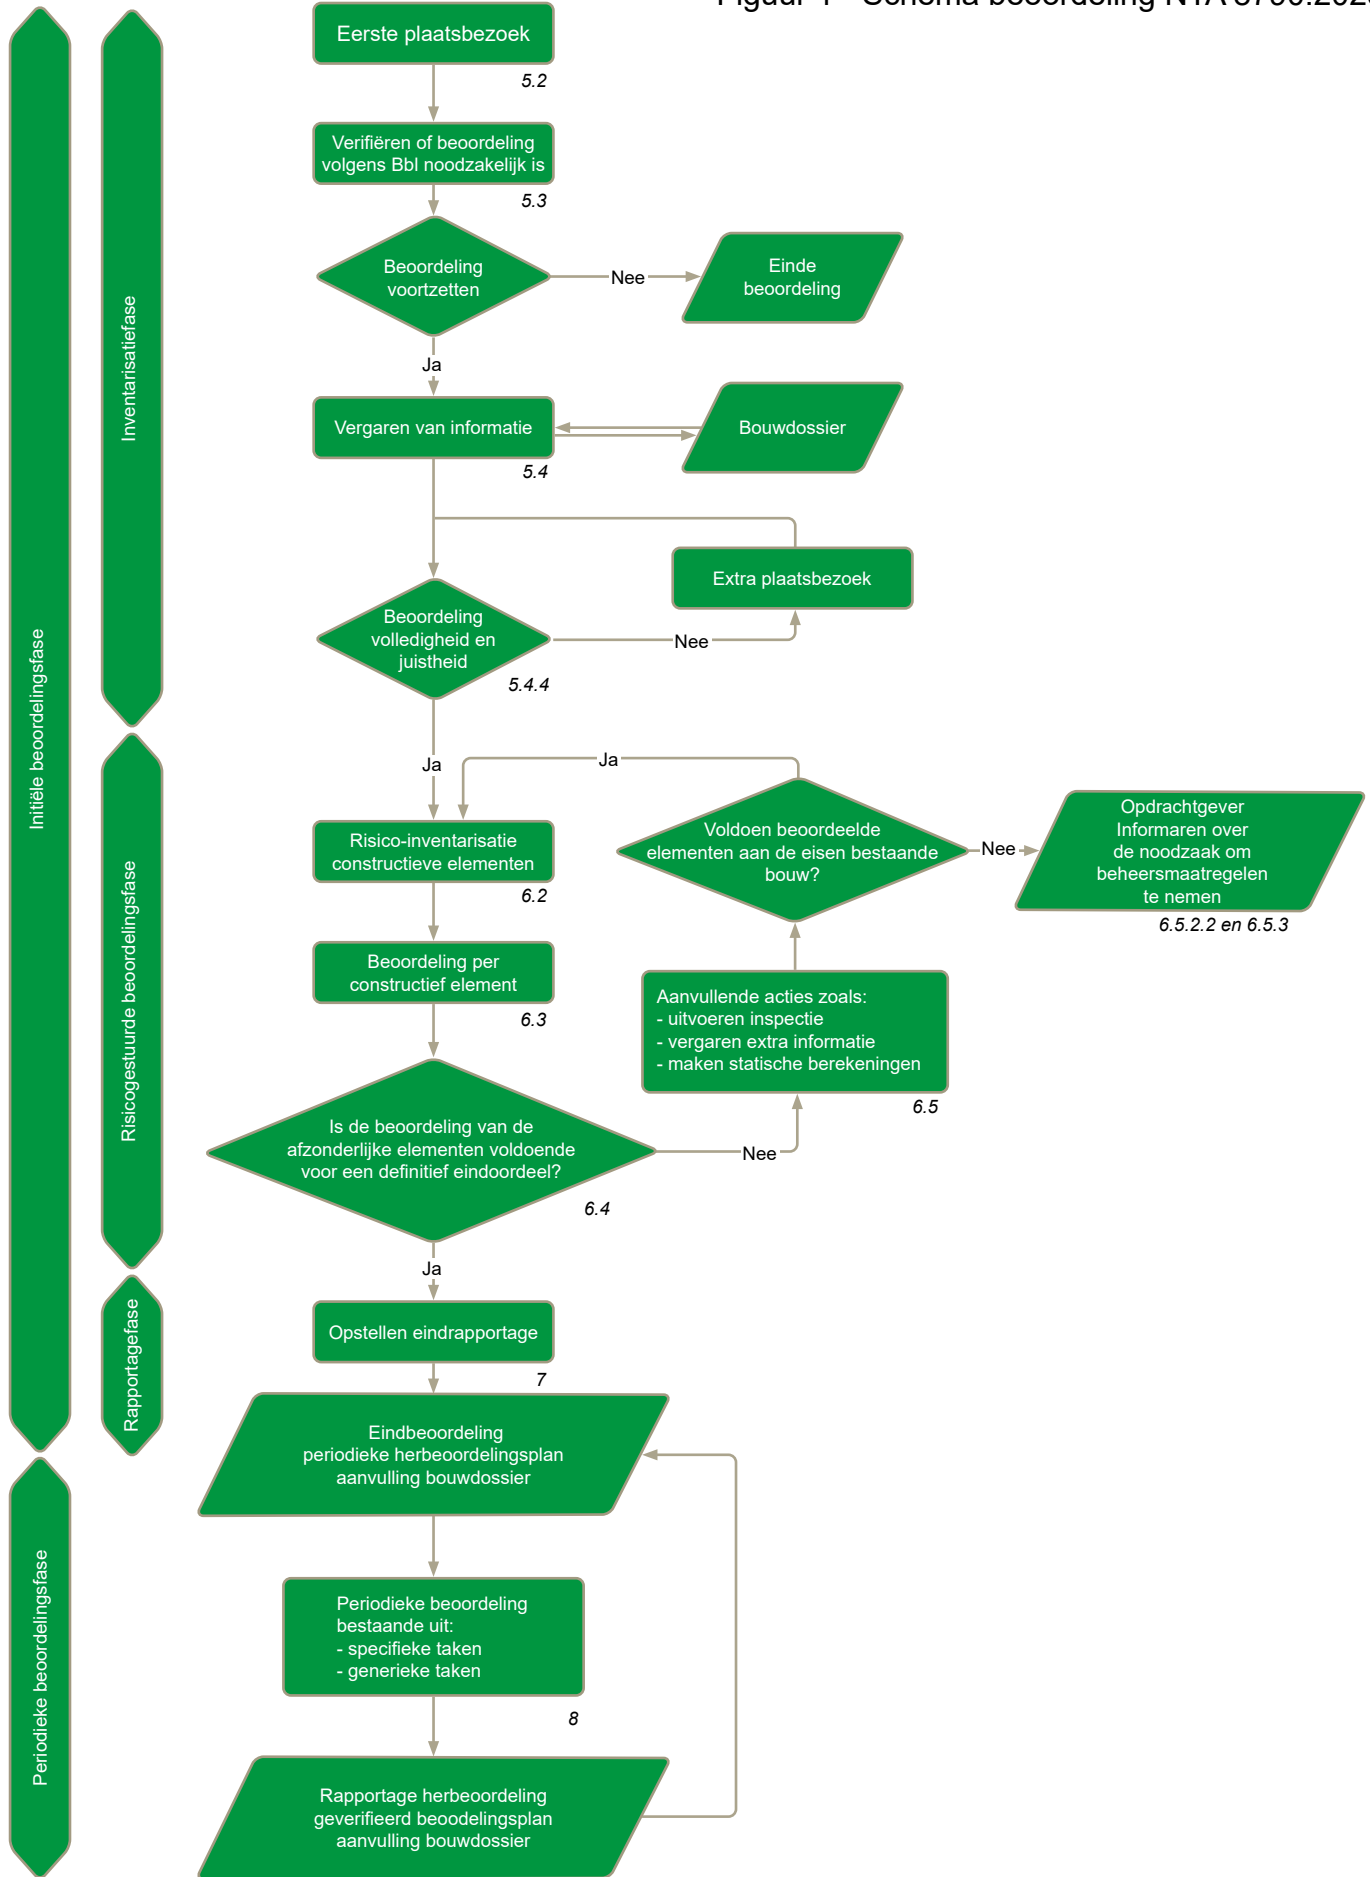 Eerste plaatsbezoek
5.2
Verifiëren of beoordeling
volgens Bbl noodzakelijk is
5.3
Beoordeling
voortzetten
Nee
Einde
beoordeling
Ja
Vergaren van informatie
Bouwdossier
5.4
Extra plaatsbezoek
Beoordeling
volledigheid en
juistheid
Nee
5.4.4
Ja
Ja
Risico-inventarisatie
constructieve elementen
6.2
Voldoen beoordeelde
elementen aan de eisen bestaande
bouw?
Nee
Opdrachtgever
Informaren over
de noodzaak om
beheersmaatregelen
te nemen
6.5.2.2 en 6.5.3
Beoordeling per
constructief element
6.3
Aanvullende acties zoals:
- uitvoeren inspectie
- vergaren extra informatie
- maken statische berekeningen
6.5
Is de beoordeling van de
afzonderlijke elementen voldoende
voor een definitief eindoordeel?
Nee
6.4
Ja
Opstellen eindrapportage
7
Eindbeoordeling
periodieke herbeoordelingsplan
aanvulling bouwdossier
Periodieke beoordeling
bestaande uit:
- specifieke taken
- generieke taken
8
Rapportage herbeoordeling
geverifieerd beoodelingsplan
aanvulling bouwdossier
Initiële beoordelingsfase
Periodieke beoordelingsfase
Inventarisatiefase
Risicogestuurde beoordelingsfase
Rapportagefase